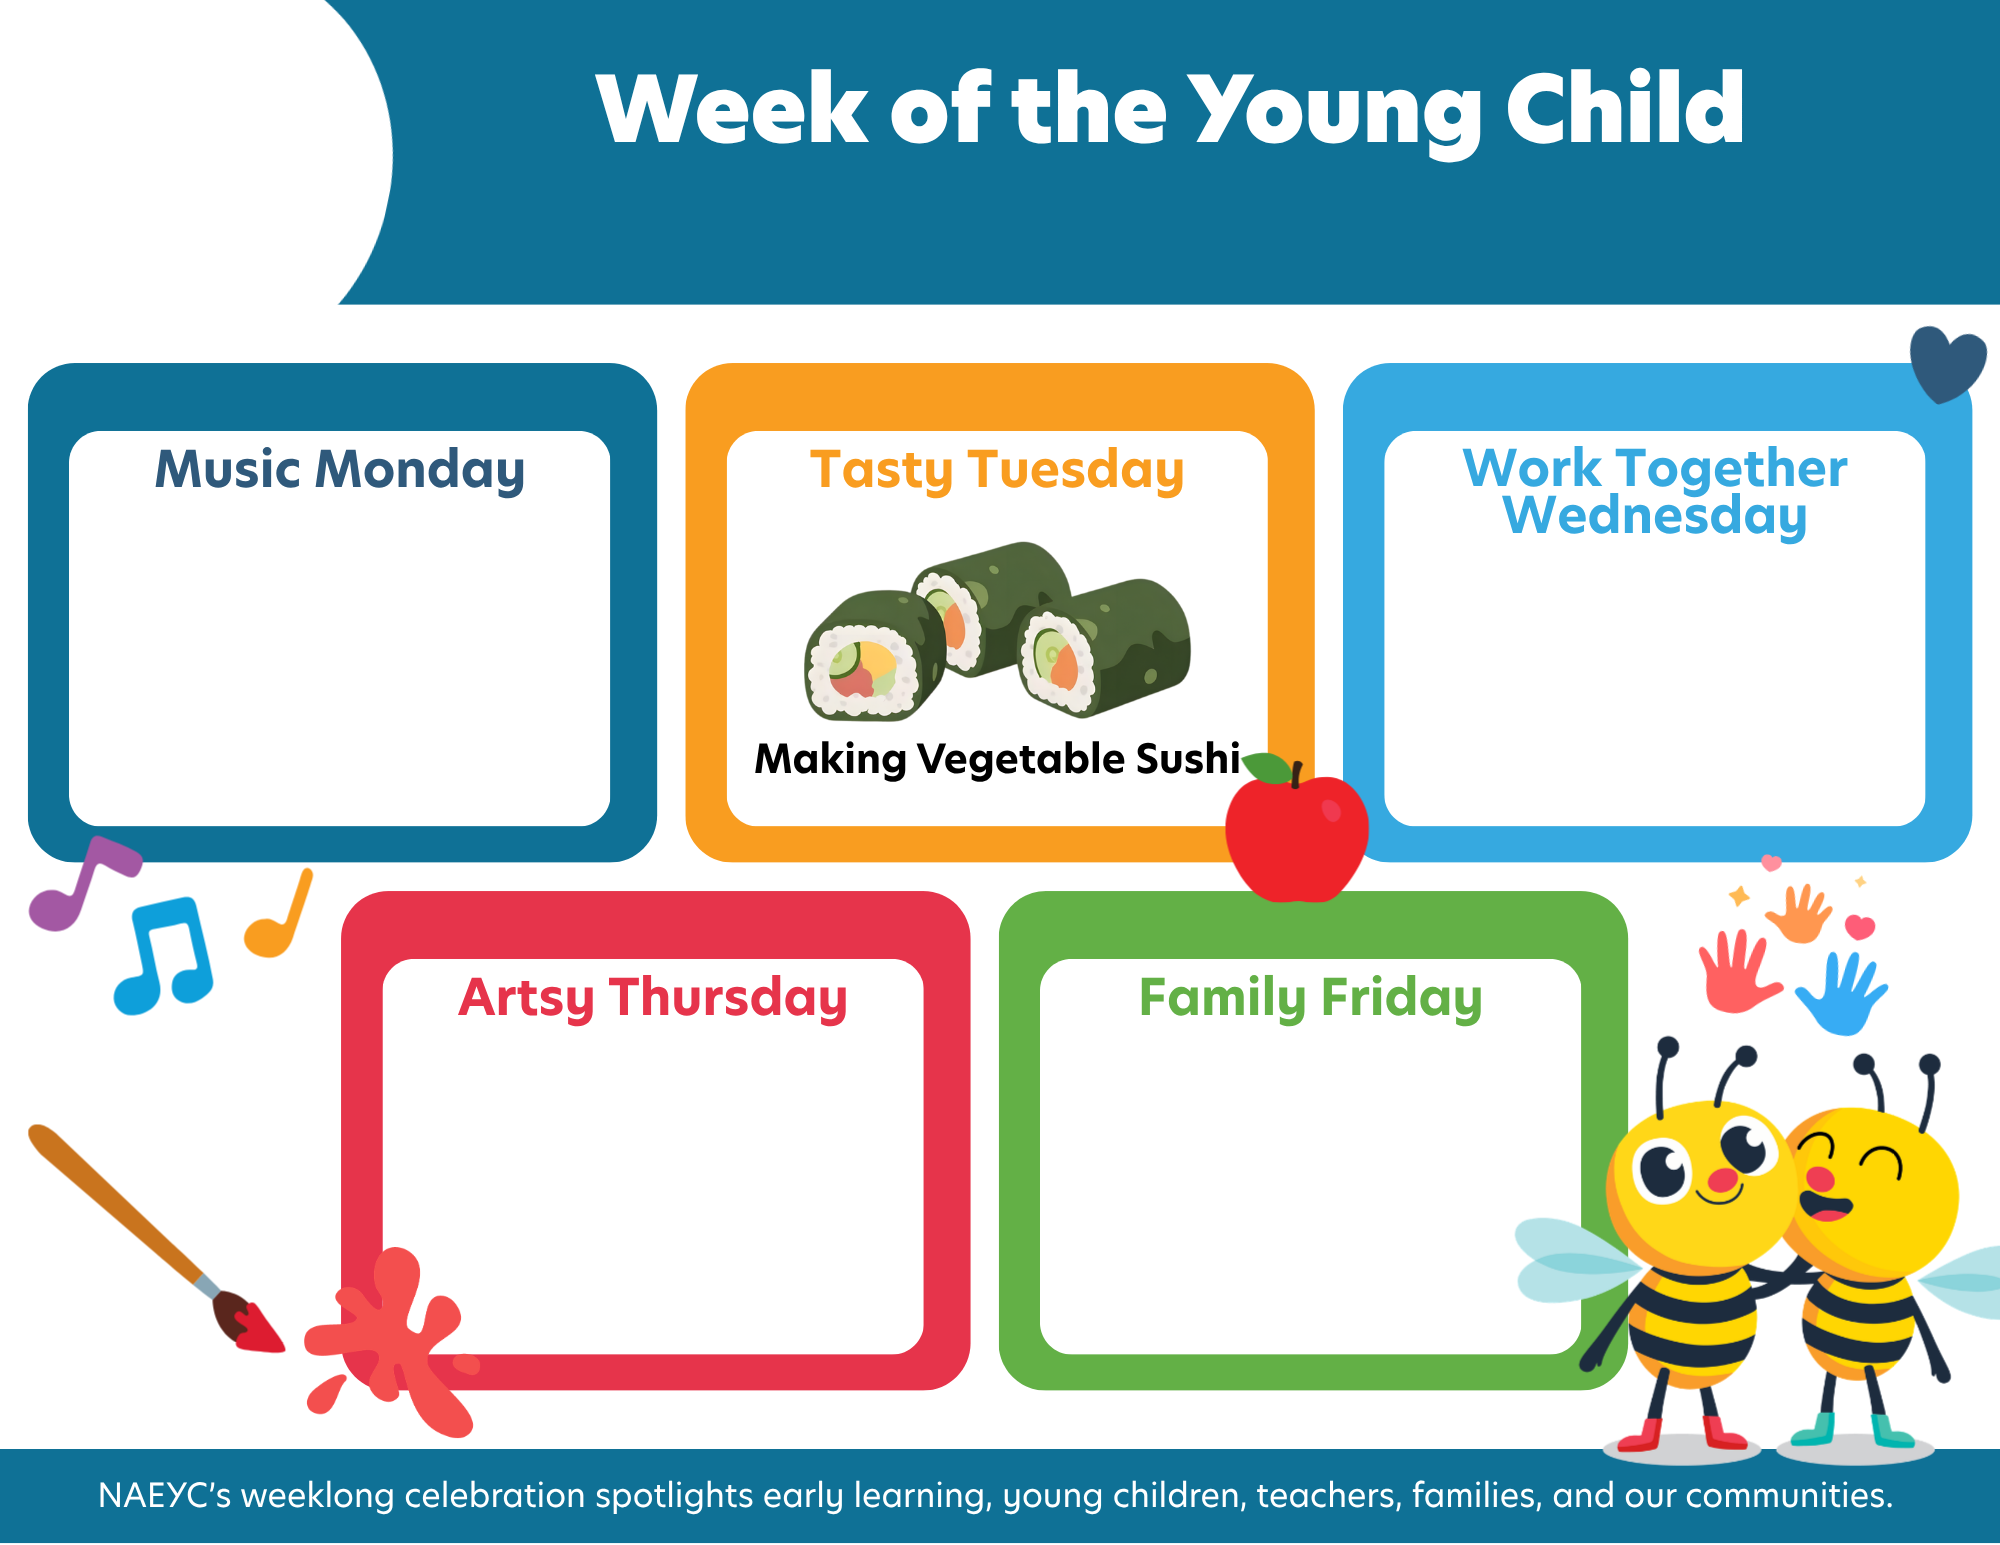 Week of the Young Child
Music Monday
Tasty Tuesday
Making Vegetable Sushi
Work Together
Wednesday
Artsy Thursday
Family Friday
NAEYC's weeklong celebration spotlights early learning, young children, teachers, families, and our communities.